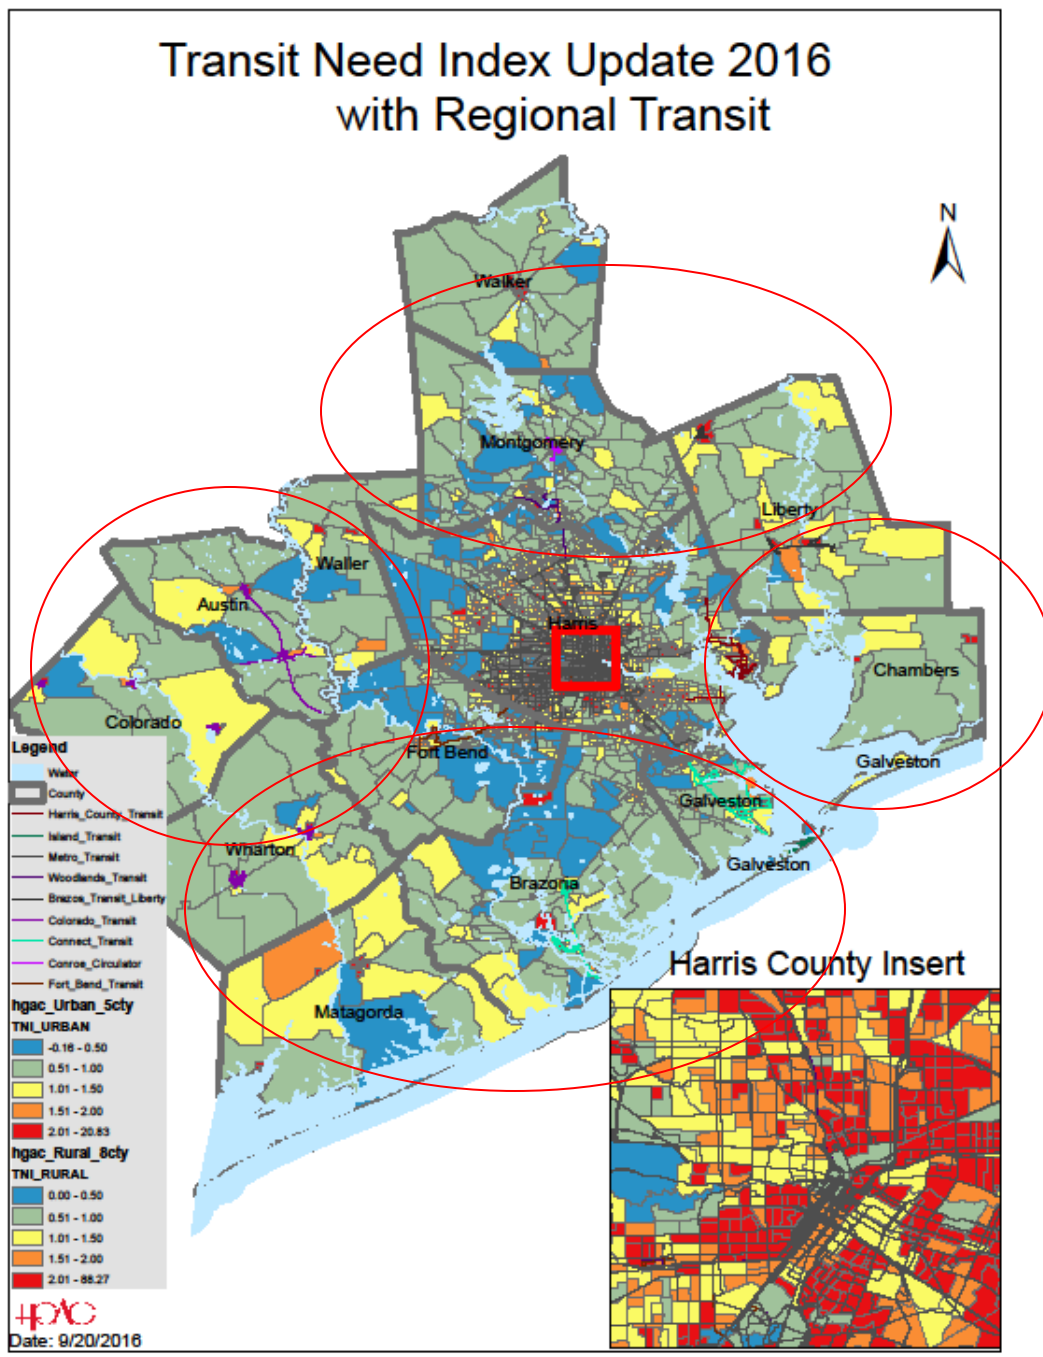 Transit Need Index Update 2016
with Regional Transit
N
Walker
Montgomery
Liberty
Waller
Austin
Harris
Chambers
Colorado
Fort Bend
Galveston
Galveston
Wharton
Galveston
Brazoria
Matagorda
Legend
Water
County
Harris_County_Transit
Island_Transit
Metro_Transit
Woodlands_Transit
Brazos_Transit_Liberty
Colorado_Transit
Connect_Transit
Conroe_Circulator
Fort_Bend_Transit
hgac_Urban_5cty
TNI_URBAN
-0.16 - 0.50
0.51 - 1.00
1.01 - 1.50
1.51 - 2.00
2.01 - 20.83
hgac_Rural_8cty
TNI_RURAL
0.00 - 0.50
0.51 - 1.00
1.01 - 1.50
1.51 - 2.00
2.01 - 88.27
Date: 9/20/2016
Harris County Insert